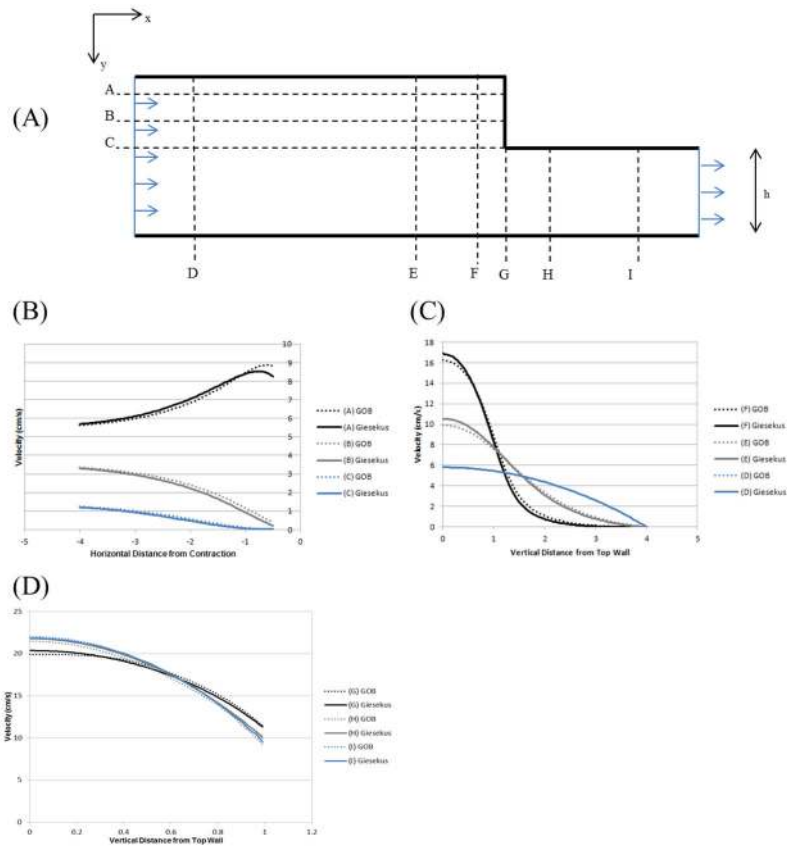 x
y
(A)
A
B
C
h
D E F G H I
(B)
10
9
8
7
6
5
4
3
2
1
0
-5 -4 -3 -2 -1 0
Velocity (cm/s)
Horizontal Distance from Contraction
(A) GOB
(A) Giesekus
(B) GOB
(B) Giesekus
(C) GOB
(C) Giesekus
(C)
18
16
14
12
10
8
6
4
2
0
0 1 2 3 4 5
Velocity (cm/s)
Vertical Distance from Top Wall
(F) GOB
(F) Giesekus
(E) GOB
(E) Giesekus
(D) GOB
(D) Giesekus
(D)
25
20
15
10
5
0
0 0.2 0.4 0.6 0.8 1 1.2
Velocity (cm/s)
Vertical Distance from Top Wall
(G) GOB
(G) Giesekus
(H) GOB
(H) Giesekus
(I) GOB
(I) Giesekus